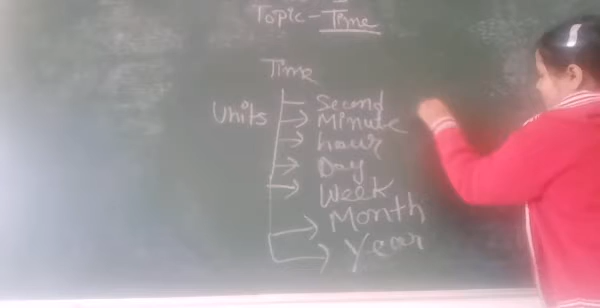 Topic - Time
Time
Units
Second
Minute
hour
Day
Week
Month
Year